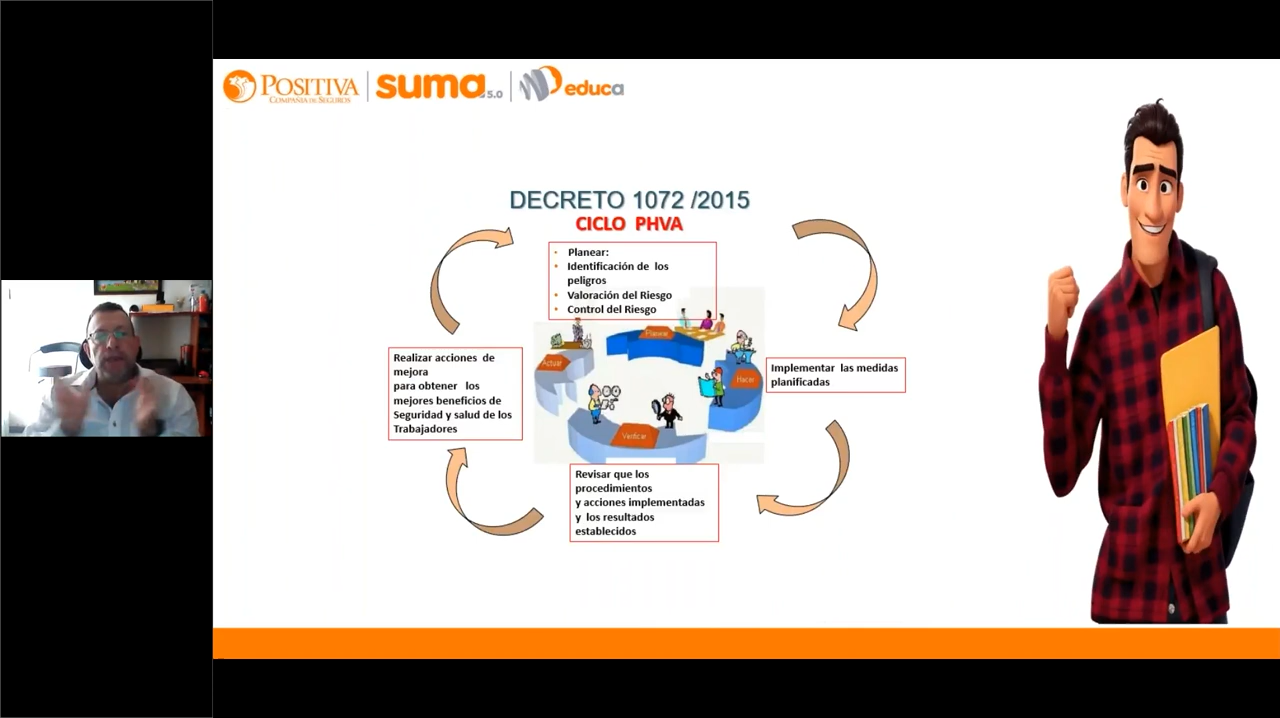 POSITIVA
COMPAÑÍA DE SEGUROS
suma 5.0
educa
DECRETO 1072 /2015
CICLO PHVA
• Planear:
• Identificación de los
peligros
• Valoración del Riesgo
• Control del Riesgo
Planear
Actuar
Hacer
Verificar
Realizar acciones de
mejora
para obtener los
mejores beneficios de
Seguridad y salud de los
Trabajadores
Implementar las medidas
planificadas
Revisar que los
procedimientos
y acciones implementadas
y los resultados
establecidos